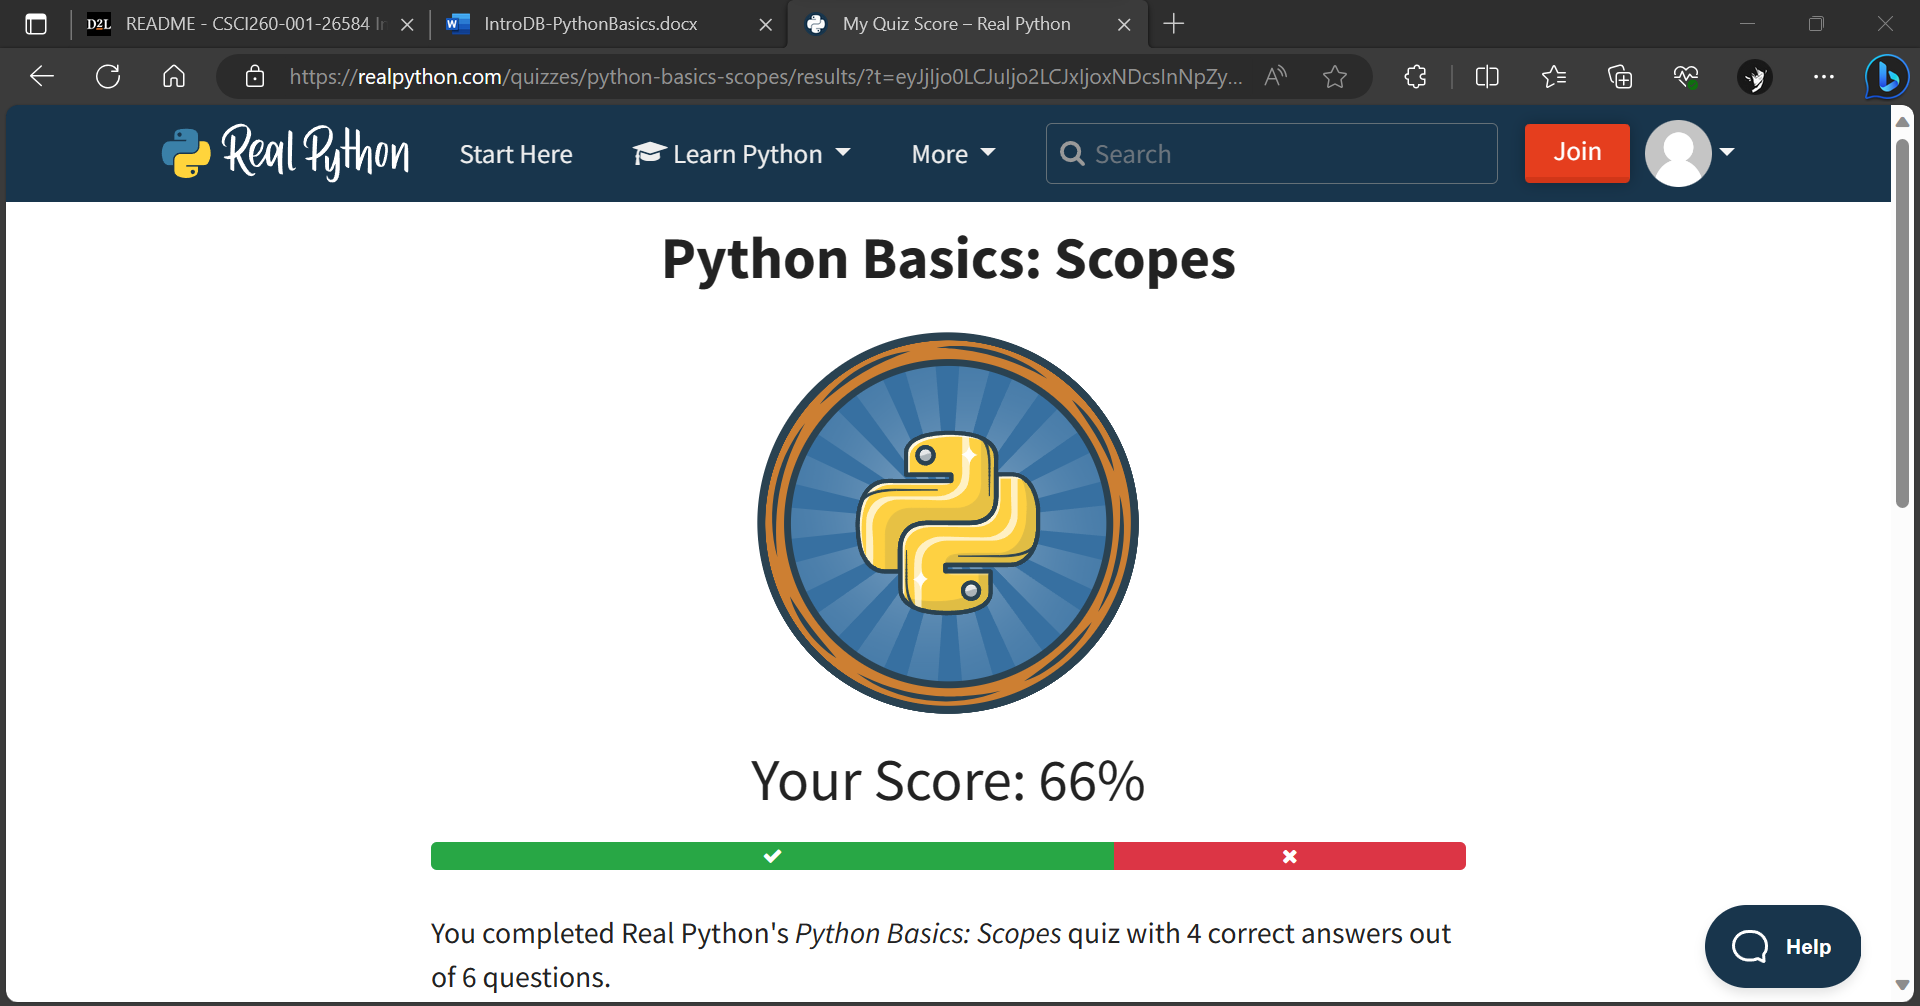 D2L README - CSCI260-001-26584 In
IntroDB-PythonBasics.docx
My Quiz Score – Real Python
https://realpython.com/quizzes/python-basics-scopes/results/?t=eyJjIjo0LCJuIjo2LCJxIjoxNDcsInNpZy...
Real Python
Start Here
Learn Python
More
Search
Join
Python Basics: Scopes
Your Score: 66%
You completed Real Python's Python Basics: Scopes quiz with 4 correct answers out
of 6 questions.
Help